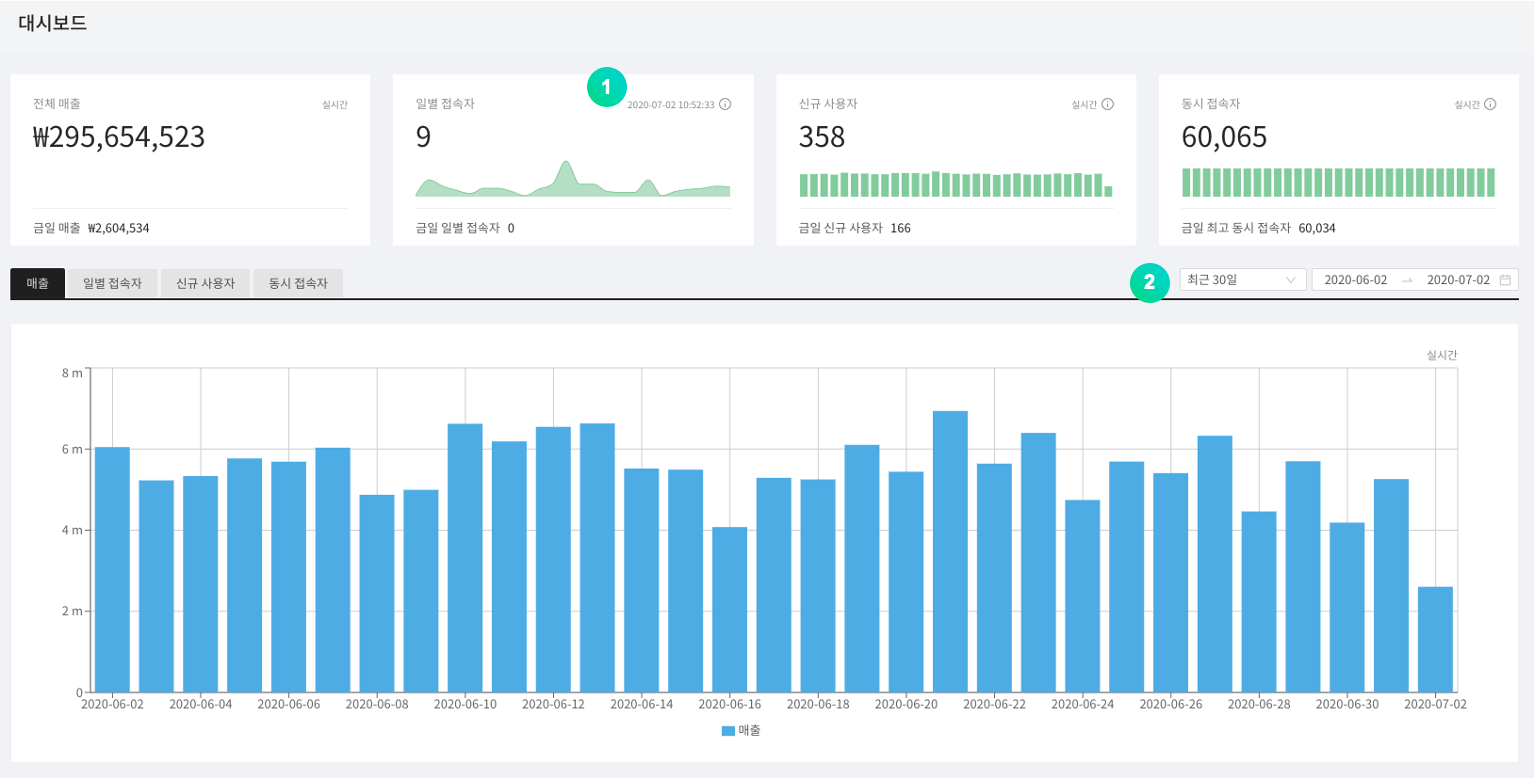 대시보드
전체 매출 실시간
₩295,654,523
금일 매출 ₩2,604,534
1
일별 접속자 2020-07-02 10:52:33
9
금일 일별 접속자 0
신규 사용자 실시간
358
금일 신규 사용자 166
동시 접속자 실시간
60,065
금일 최고 동시 접속자 60,034
매출 일별 접속자 신규 사용자 동시 접속자
2
최근 30일 2020-06-02 → 2020-07-02
실시간
8 m
6 m
4 m
2 m
0
2020-06-02 2020-06-04 2020-06-06 2020-06-08 2020-06-10 2020-06-12 2020-06-14 2020-06-16 2020-06-18 2020-06-20 2020-06-22 2020-06-24 2020-06-26 2020-06-28 2020-06-30 2020-07-02
매출